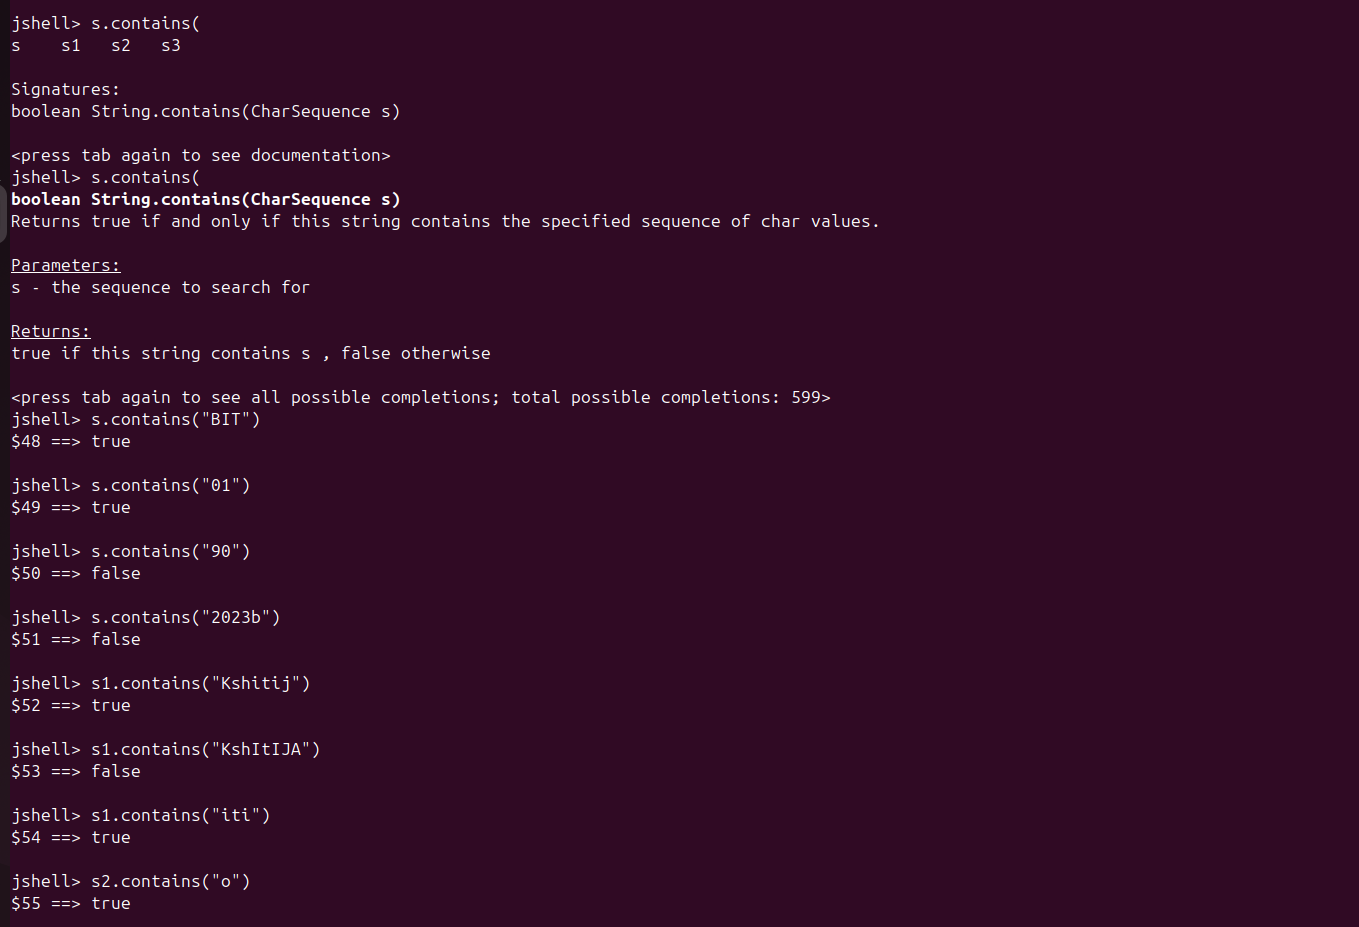 jshell> s.contains(
s    s1   s2   s3
Signatures:
boolean String.contains(CharSequence s)
<press tab again to see documentation>
jshell> s.contains(
boolean String.contains(CharSequence s)
Returns true if and only if this string contains the specified sequence of char values.
Parameters:
s - the sequence to search for
Returns:
true if this string contains s , false otherwise
<press tab again to see all possible completions; total possible completions: 599>
jshell> s.contains("BIT")
$48 ==> true
jshell> s.contains("01")
$49 ==> true
jshell> s.contains("90")
$50 ==> false
jshell> s.contains("2023b")
$51 ==> false
jshell> s1.contains("Kshitij")
$52 ==> true
jshell> s1.contains("KshItIJA")
$53 ==> false
jshell> s1.contains("iti")
$54 ==> true
jshell> s2.contains("o")
$55 ==> true